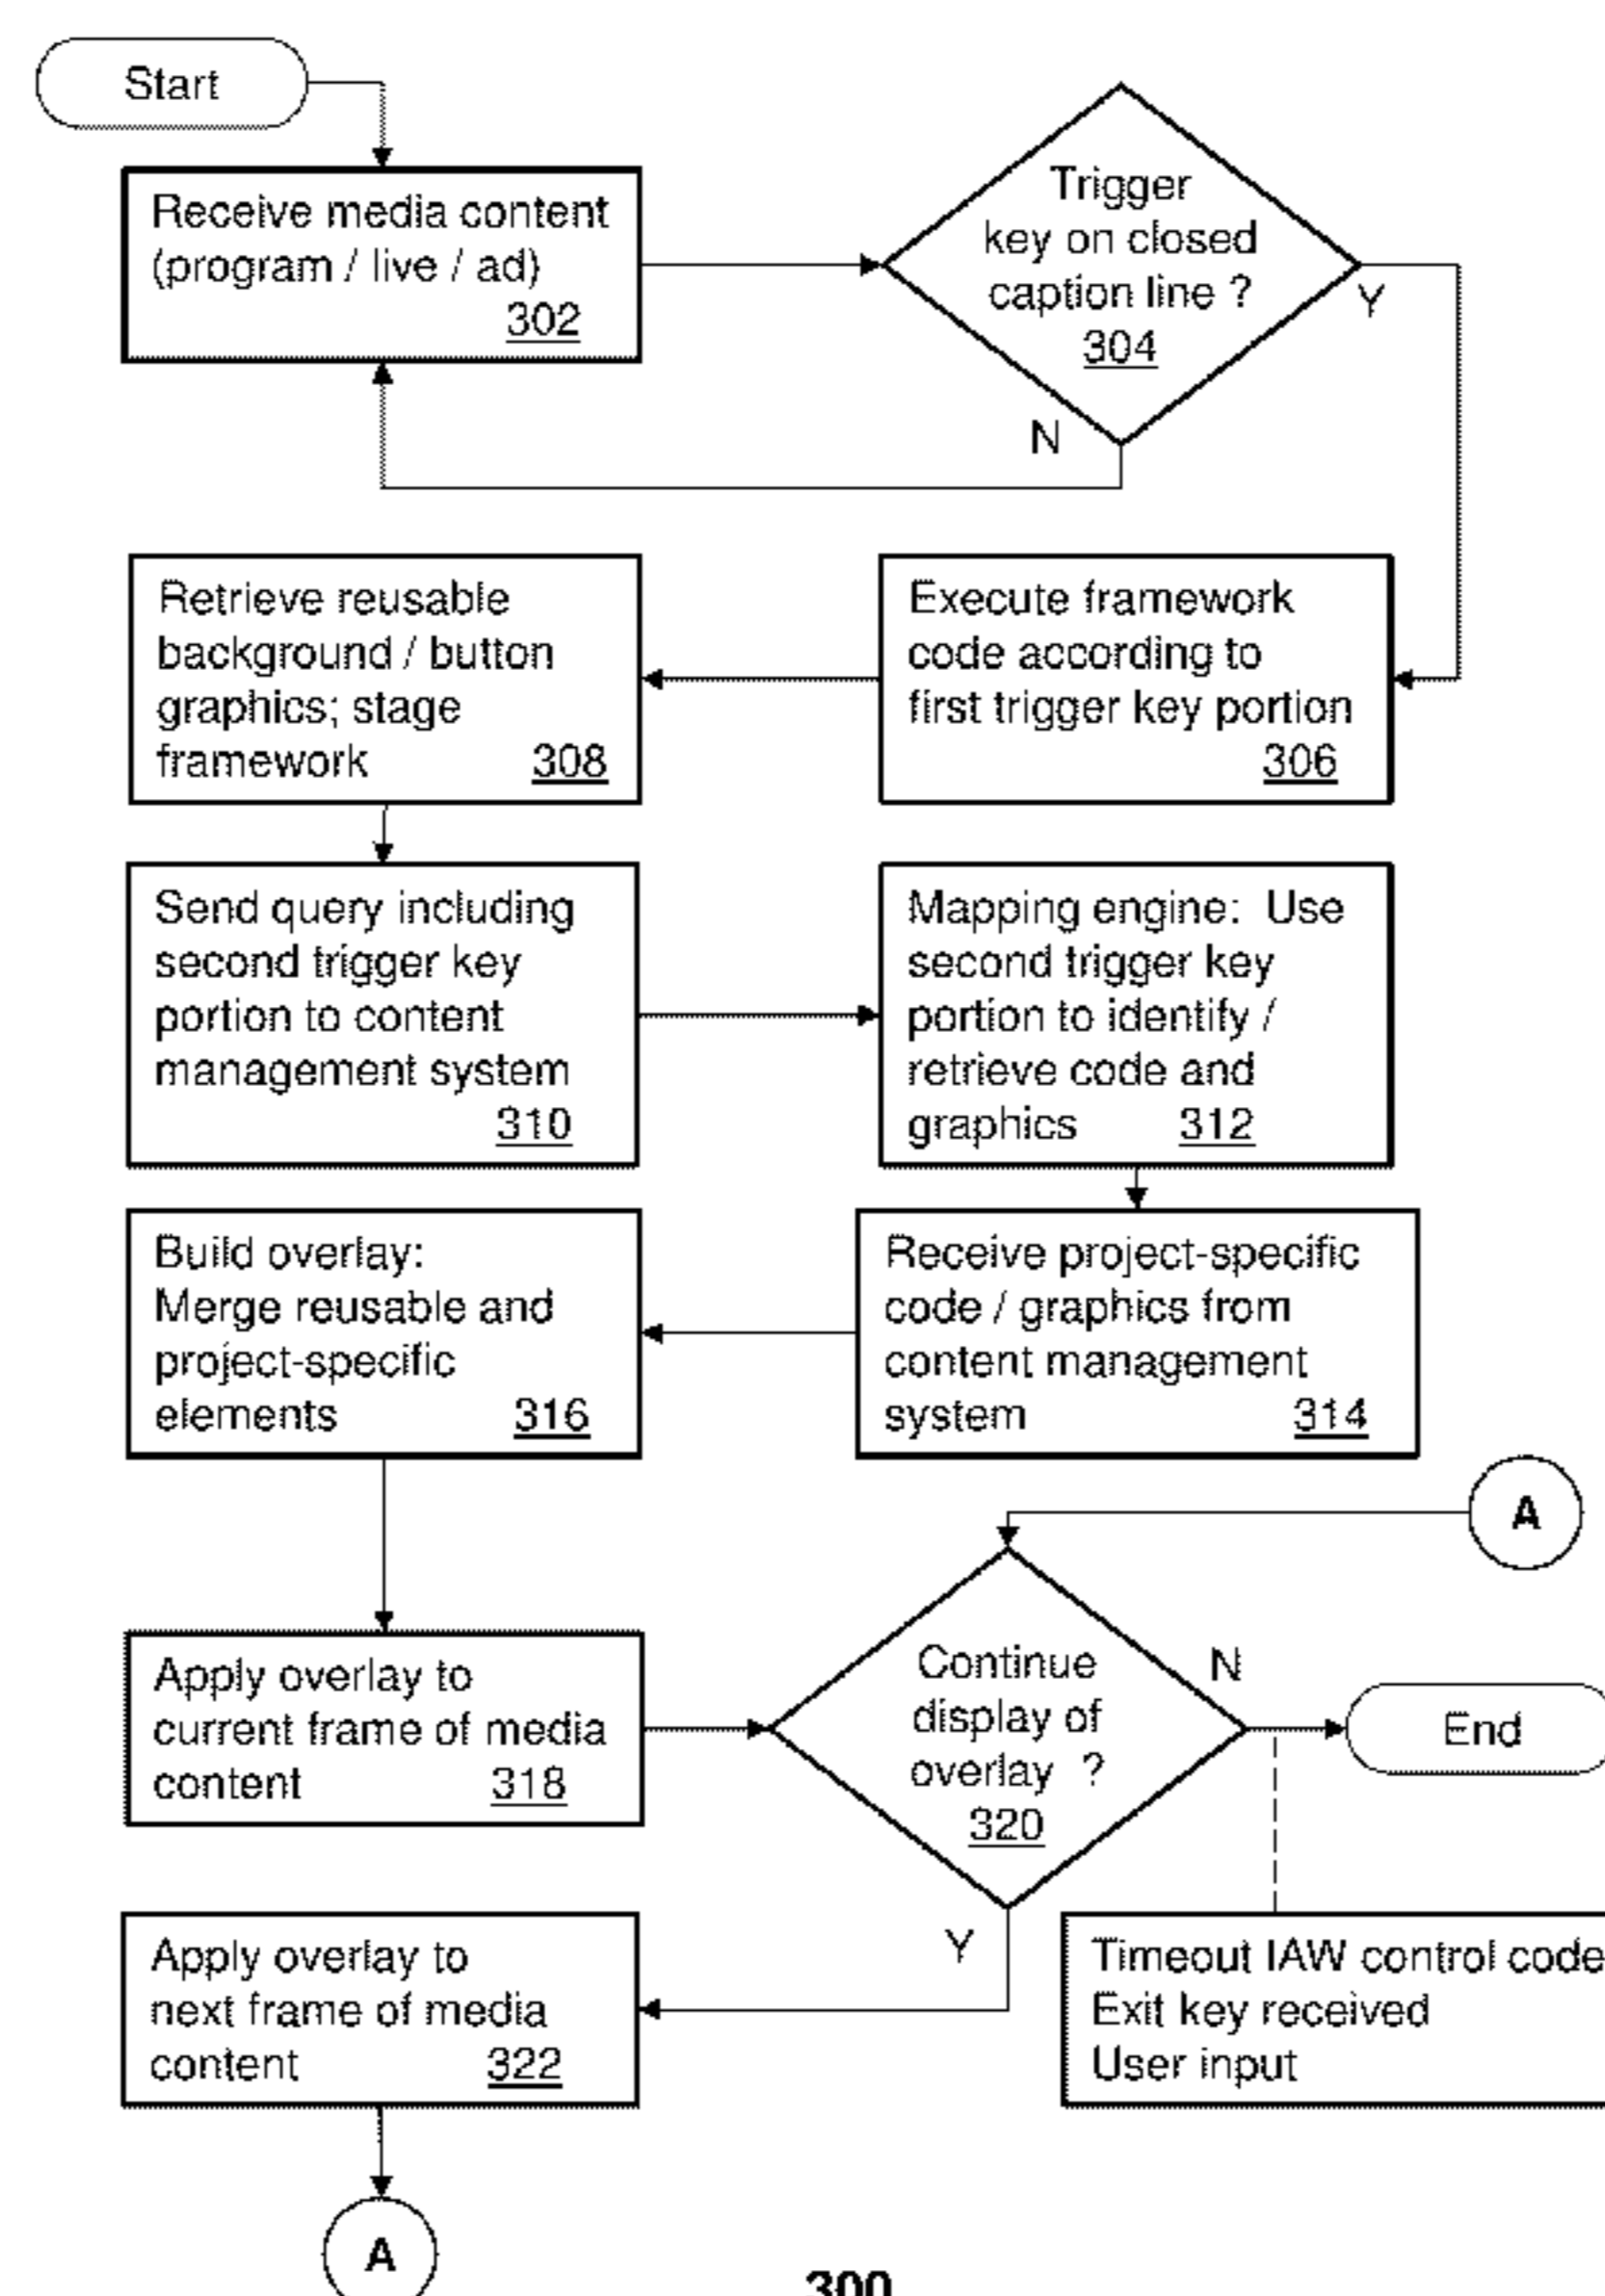 Start
Receive media content
(program / live / ad)
302
Trigger
key on closed
caption line ?
304
Y
N
Execute framework
code according to
first trigger key portion
306
Retrieve reusable
background / button
graphics; stage
framework 308
Send query including
second trigger key
portion to content
management system
310
Mapping engine: Use
second trigger key
portion to identify /
retrieve code and
graphics 312
Receive project-specific
code / graphics from
content management
system 314
Build overlay:
Merge reusable and
project-specific
elements 316
A
Apply overlay to
current frame of media
content 318
Continue
display of
overlay ?
320
N
End
Y
Timeout IAW control code
Exit key received
User input
Apply overlay to
next frame of media
content 322
A
300